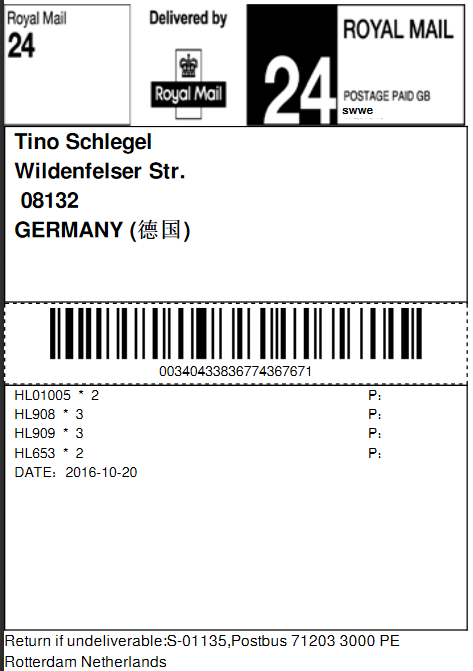 Royal Mail
24
Delivered by
Royal Mail
24
ROYAL MAIL
POSTAGE PAID GB
swwe
Tino Schlegel
Wildenfelser Str.
08132
GERMANY (德国)
00340433836774367671
HL01005 * 2 P:
HL908 * 3 P:
HL909 * 3 P:
HL653 * 2 P:
DATE: 2016-10-20
Return if undeliverable:S-01135,Postbus 71203 3000 PE
Rotterdam Netherlands